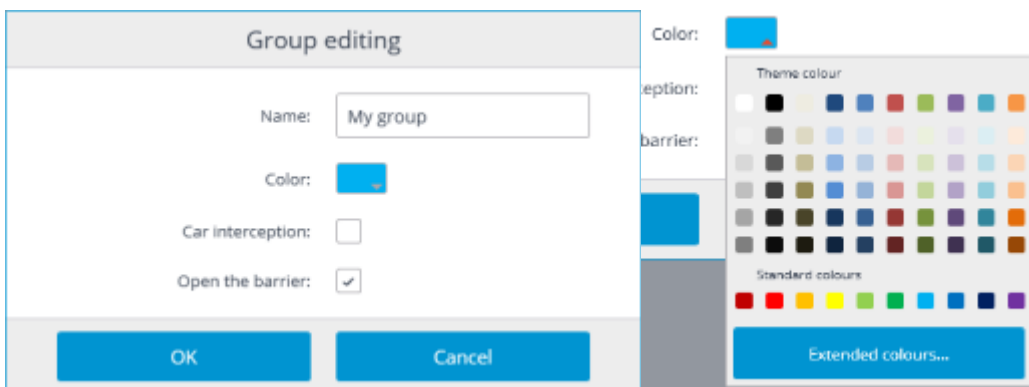 Group editing
Name:
My group
Color:
Car interception:
Open the barrier:
OK
Cancel
Color:
eption:
barrier:
Theme colour
Standard colours
Extended colours...